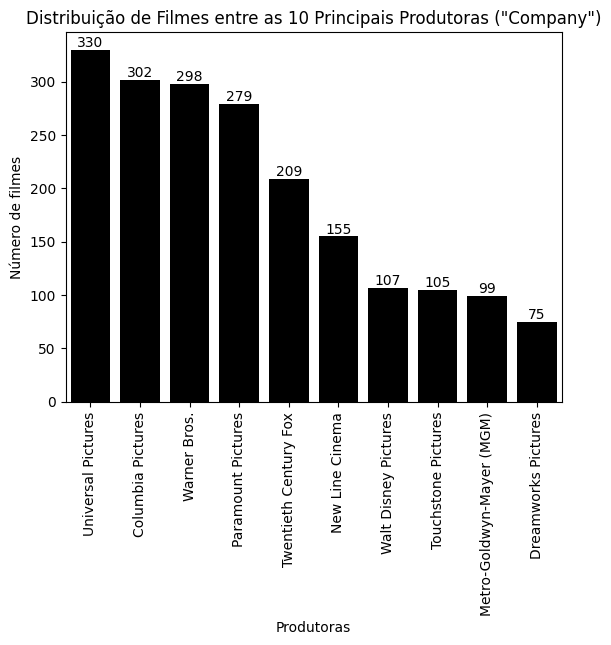 Distribuição de Filmes entre as 10 Principais Produtoras ("Company")
Número de filmes
300
250
200
150
100
50
0
330
302
298
279
209
155
107
105
99
75
Universal Pictures
Columbia Pictures
Warner Bros.
Paramount Pictures
Twentieth Century Fox
New Line Cinema
Walt Disney Pictures
Touchstone Pictures
Metro-Goldwyn-Mayer (MGM)
Dreamworks Pictures
Produtoras